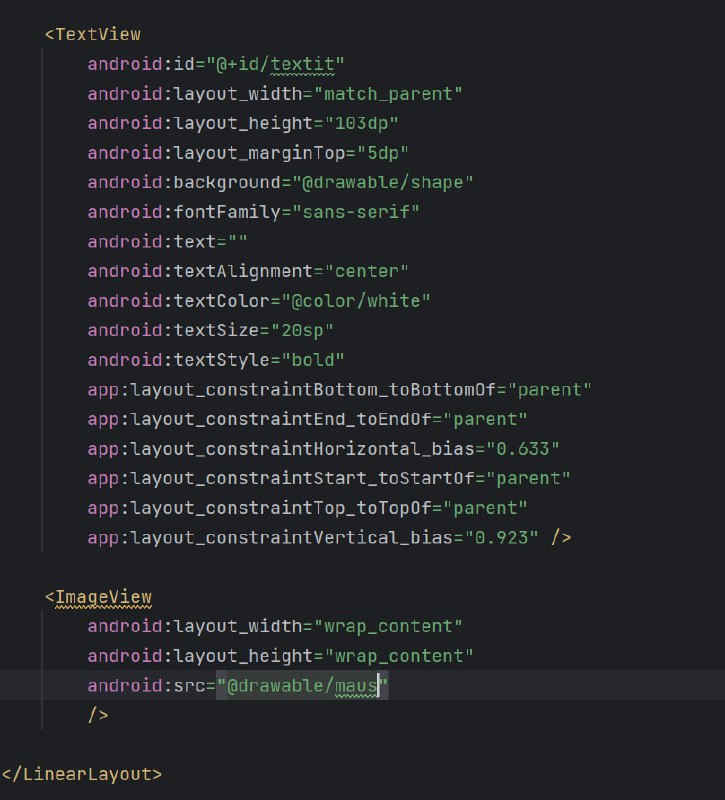 <TextView
android:id="@+id/textit"
android:layout_width="match_parent"
android:layout_height="103dp"
android:layout_marginTop="5dp"
android:background="@drawable/shape"
android:fontFamily="sans-serif"
android:text=""
android:textAlignment="center"
android:textColor="@color/white"
android:textSize="20sp"
android:textStyle="bold"
app:layout_constraintBottom_toBottomOf="parent"
app:layout_constraintEnd_toEndOf="parent"
app:layout_constraintHorizontal_bias="0.633"
app:layout_constraintStart_toStartOf="parent"
app:layout_constraintTop_toTopOf="parent"
app:layout_constraintVertical_bias="0.923" />
<ImageView
android:layout_width="wrap_content"
android:layout_height="wrap_content"
android:src="@drawable/maus"
/>
</LinearLayout>